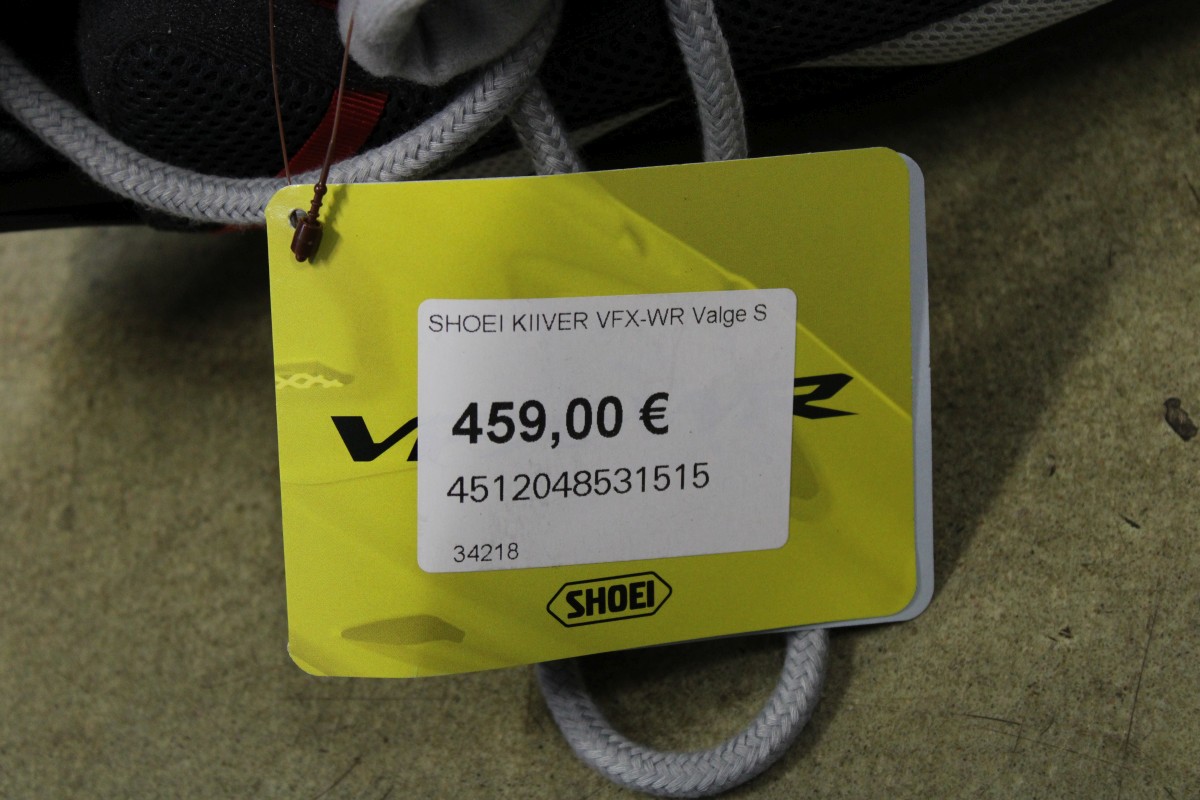 SHOEI KIIVER VFX-WR Valge S
459,00 €
4512048531515
34218
SHOEI